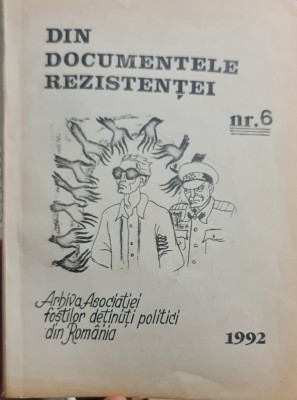 DIN
DOCUMENTELE
REZISTENȚEI
nr.6
Arhiva Asociației
foștilor deținuți politici
din România
1992